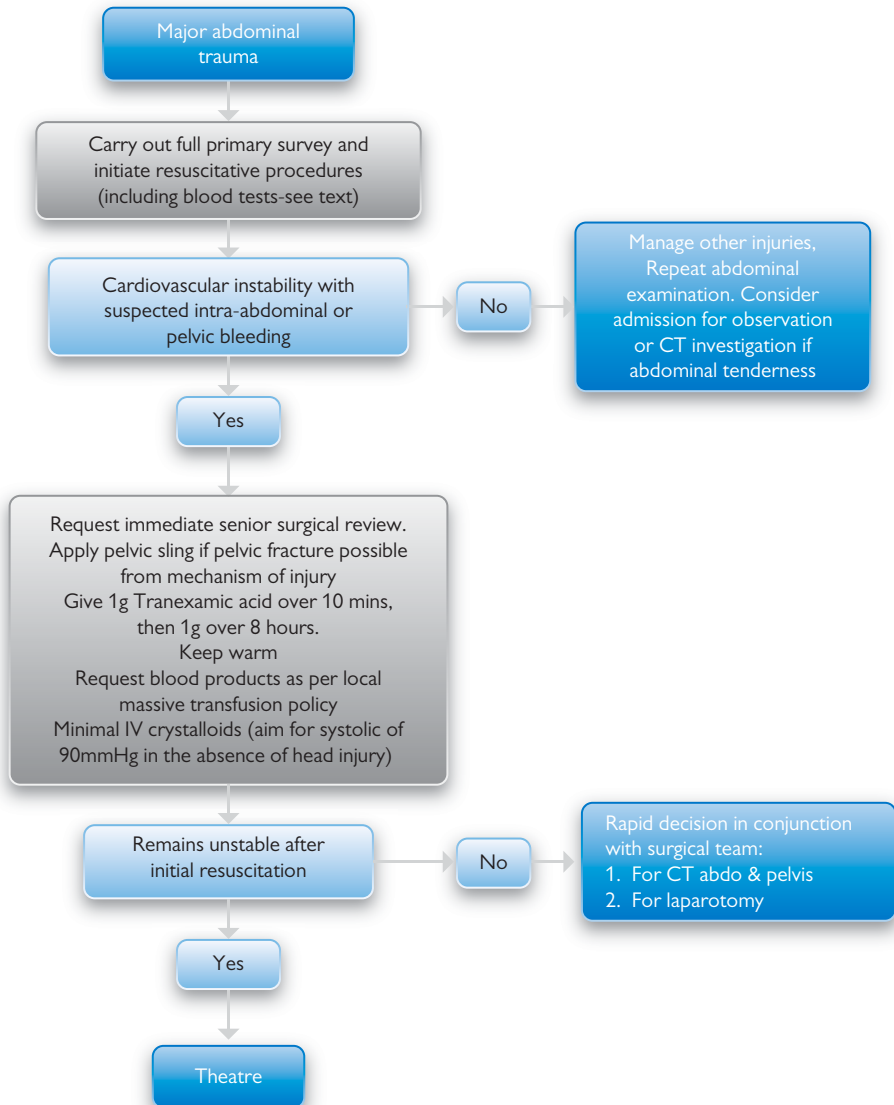 Major abdominal
trauma
Carry out full primary survey and
initiate resuscitative procedures
(including blood tests-see text)
Cardiovascular instability with
suspected intra-abdominal or
pelvic bleeding
No
Manage other injuries,
Repeat abdominal
examination. Consider
admission for observation
or CT investigation if
abdominal tenderness
Yes
Request immediate senior surgical review.
Apply pelvic sling if pelvic fracture possible
from mechanism of injury
Give 1g Tranexamic acid over 10 mins,
then 1g over 8 hours.
Keep warm
Request blood products as per local
massive transfusion policy
Minimal IV crystalloids (aim for systolic of
90mmHg in the absence of head injury)
Remains unstable after
initial resuscitation
No
Rapid decision in conjunction
with surgical team:
1. For CT abdo & pelvis
2. For laparotomy
Yes
Theatre